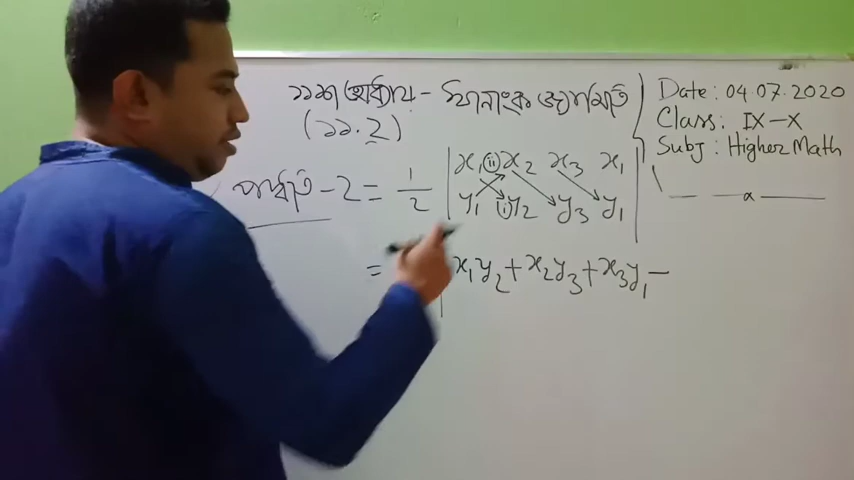 ১১শ অধ্যায় - স্থানাংক জ্যামিতি
(১১.২)
Date: 04.07.2020
Class: IX-X
Subj: Higher Math
পদ্ধতি-2 = 1/2 | x₁ (ii) x₂ x₃ x₁ |
y₁ (i) y₂ y₃ y₁
= | x₁y₂+x₂y₃+x₃y₁-